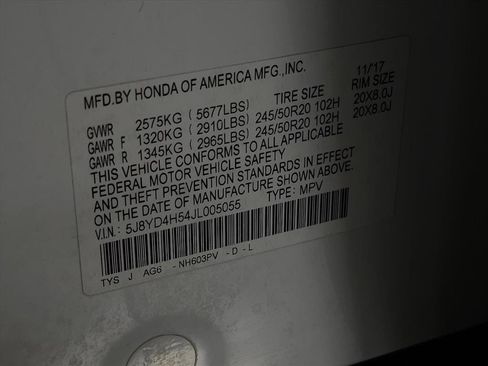 MFD.BY HONDA OF AMERICA MFG.,INC. 11/17
TIRE SIZE RIM SIZE
GVWR 2575KG ( 5677LBS)
GAWR F 1320KG ( 2910LBS) 245/50R20 102H 20X8.0J
GAWR R 1345KG ( 2965LBS) 245/50R20 102H 20X8.0J
THIS VEHICLE CONFORMS TO ALL APPLICABLE
FEDERAL MOTOR VEHICLE SAFETY
AND THEFT PREVENTION STANDARDS IN EFFECT
ON THE DATE OF MANUFACTURE SHOWN ABOVE.
V.I.N.: 5J8YD4H54JL005055 TYPE: MPV
TYS J AG6 -NH603PV -D-L